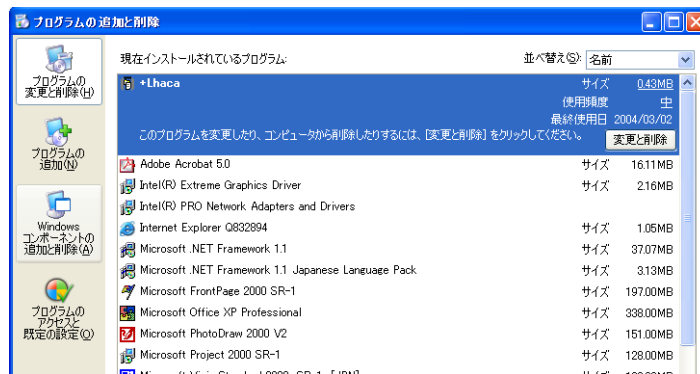 プログラムの追加と削除
プログラムの
変更と削除(H)
プログラムの
追加(N)
Windows
コンポーネントの
追加と削除(A)
プログラムの
アクセスと
既定の設定(O)
現在インストールされているプログラム:
並べ替え(S): 名前
+Lhaca サイズ 0.43MB
使用頻度 中
最終使用日 2004/03/02
このプログラムを変更したり、コンピュータから削除したりするには、[変更と削除] をクリックしてください。 変更と削除
Adobe Acrobat 5.0 サイズ 16.11MB
Intel(R) Extreme Graphics Driver サイズ 2.16MB
Intel(R) PRO Network Adapters and Drivers
Internet Explorer Q832894 サイズ 1.05MB
Microsoft .NET Framework 1.1 サイズ 37.07MB
Microsoft .NET Framework 1.1 Japanese Language Pack サイズ 3.13MB
Microsoft FrontPage 2000 SR-1 サイズ 197.00MB
Microsoft Office XP Professional サイズ 338.00MB
Microsoft PhotoDraw 2000 V2 サイズ 151.00MB
Microsoft Project 2000 SR-1 サイズ 128.00MB